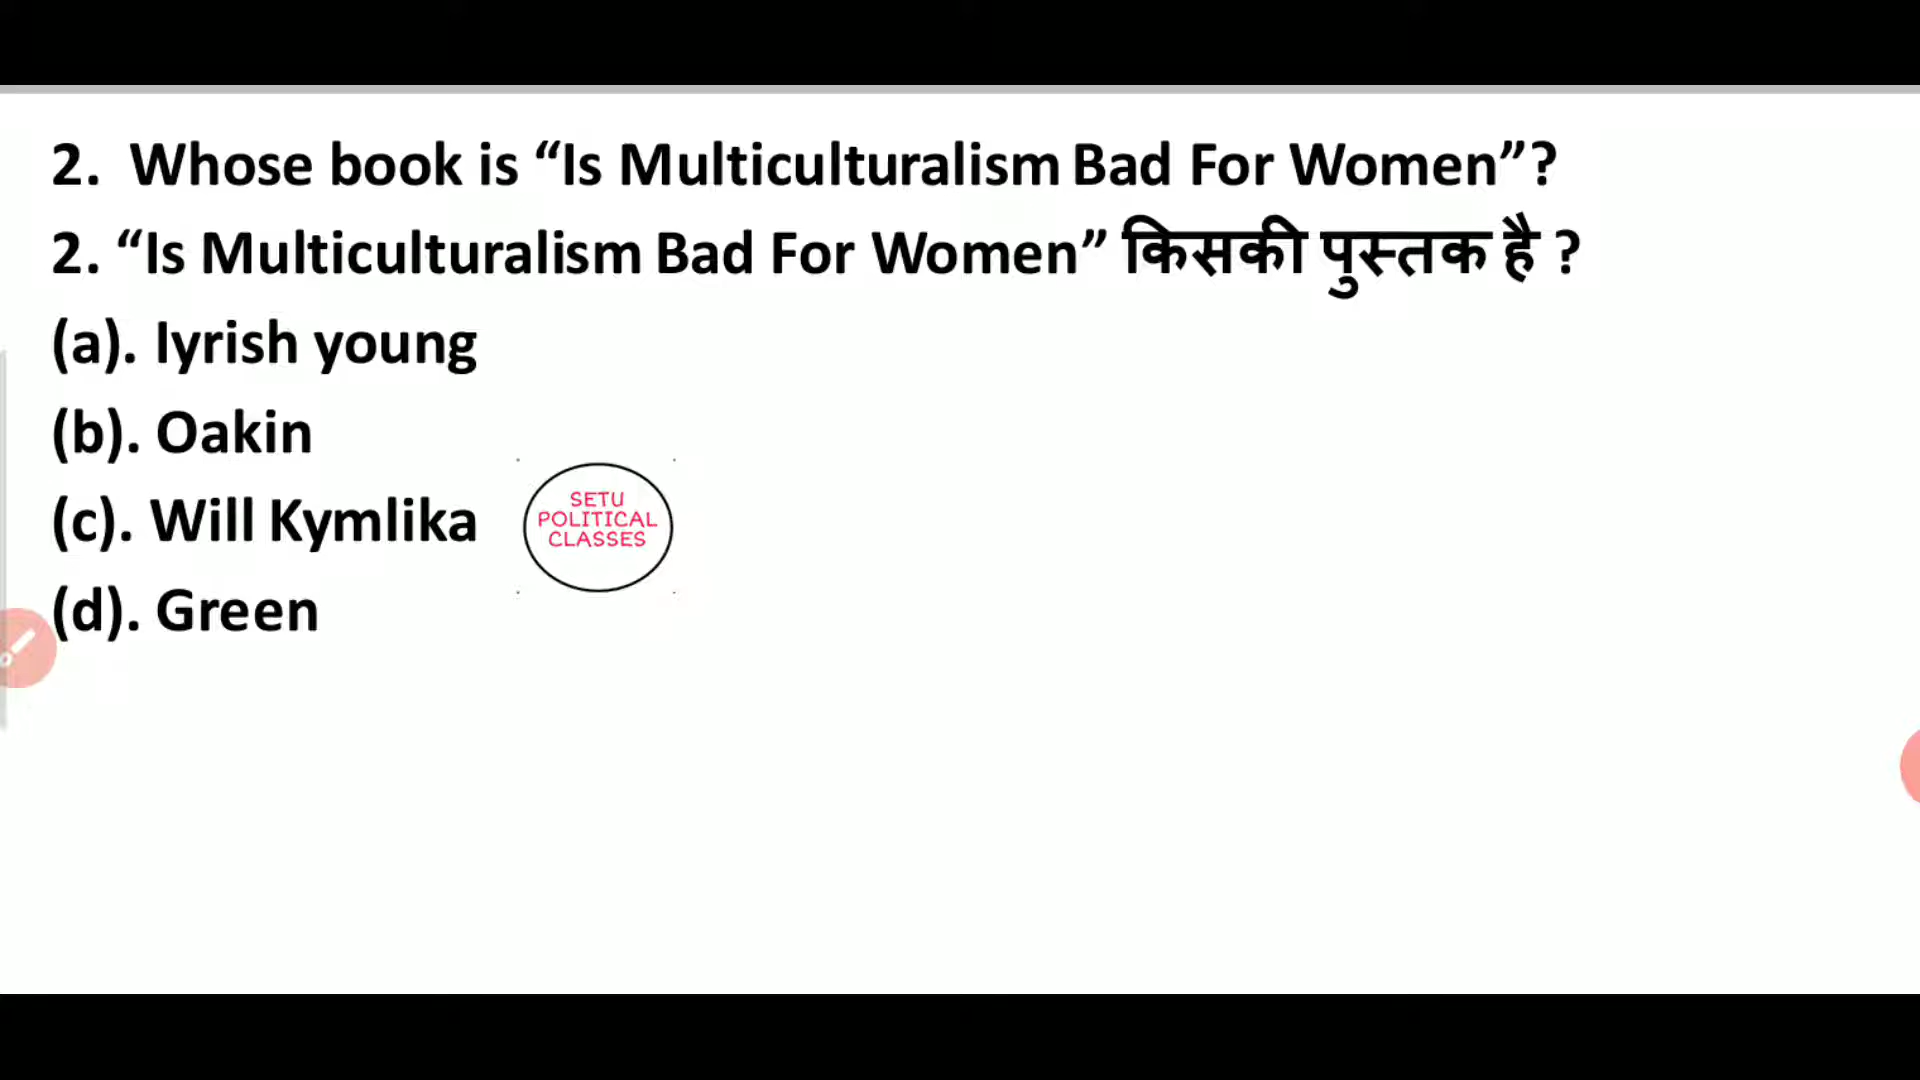 2. Whose book is “Is Multiculturalism Bad For Women”?
2. “Is Multiculturalism Bad For Women” किसकी पुस्तक है ?
(a). Iyrish young
(b). Oakin
(c). Will Kymlika
(d). Green
SETU
POLITICAL
CLASSES